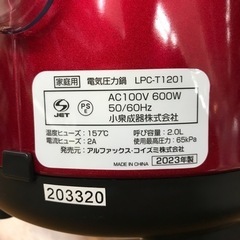 家庭用 電気圧力鍋 LPC-T1201
JET
PS E
AC100V 600W
50/60Hz
小泉成器株式会社
温度ヒューズ：157℃ 呼び容量：2.0L
電流ヒューズ：2A 使用最高圧力：65kPa
発売元：アルファックス・コイズミ株式会社
2023年製
203320